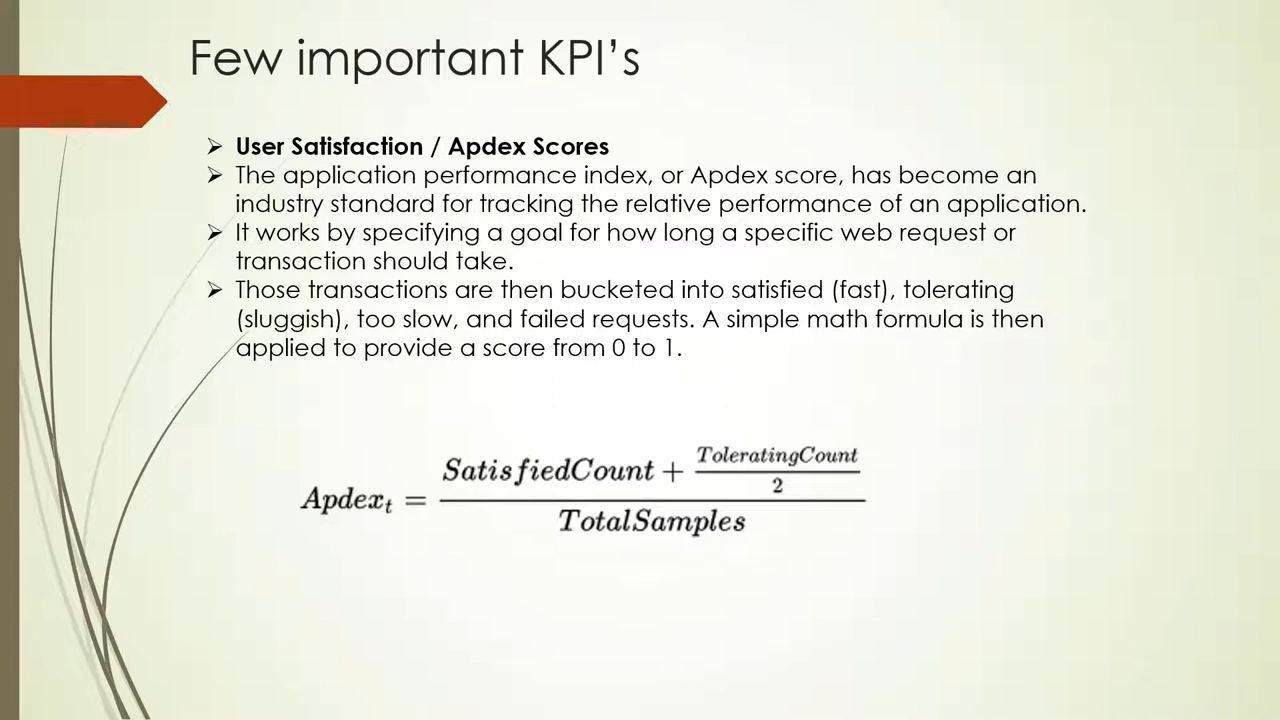 Few important KPI's
➢ User Satisfaction / Apdex Scores
➢ The application performance index, or Apdex score, has become an
industry standard for tracking the relative performance of an application.
➢ It works by specifying a goal for how long a specific web request or
transaction should take.
➢ Those transactions are then bucketed into satisfied (fast), tolerating
(sluggish), too slow, and failed requests. A simple math formula is then
applied to provide a score from 0 to 1.
Apdex_t = (SatisfiedCount + ToleratingCount / 2) / TotalSamples